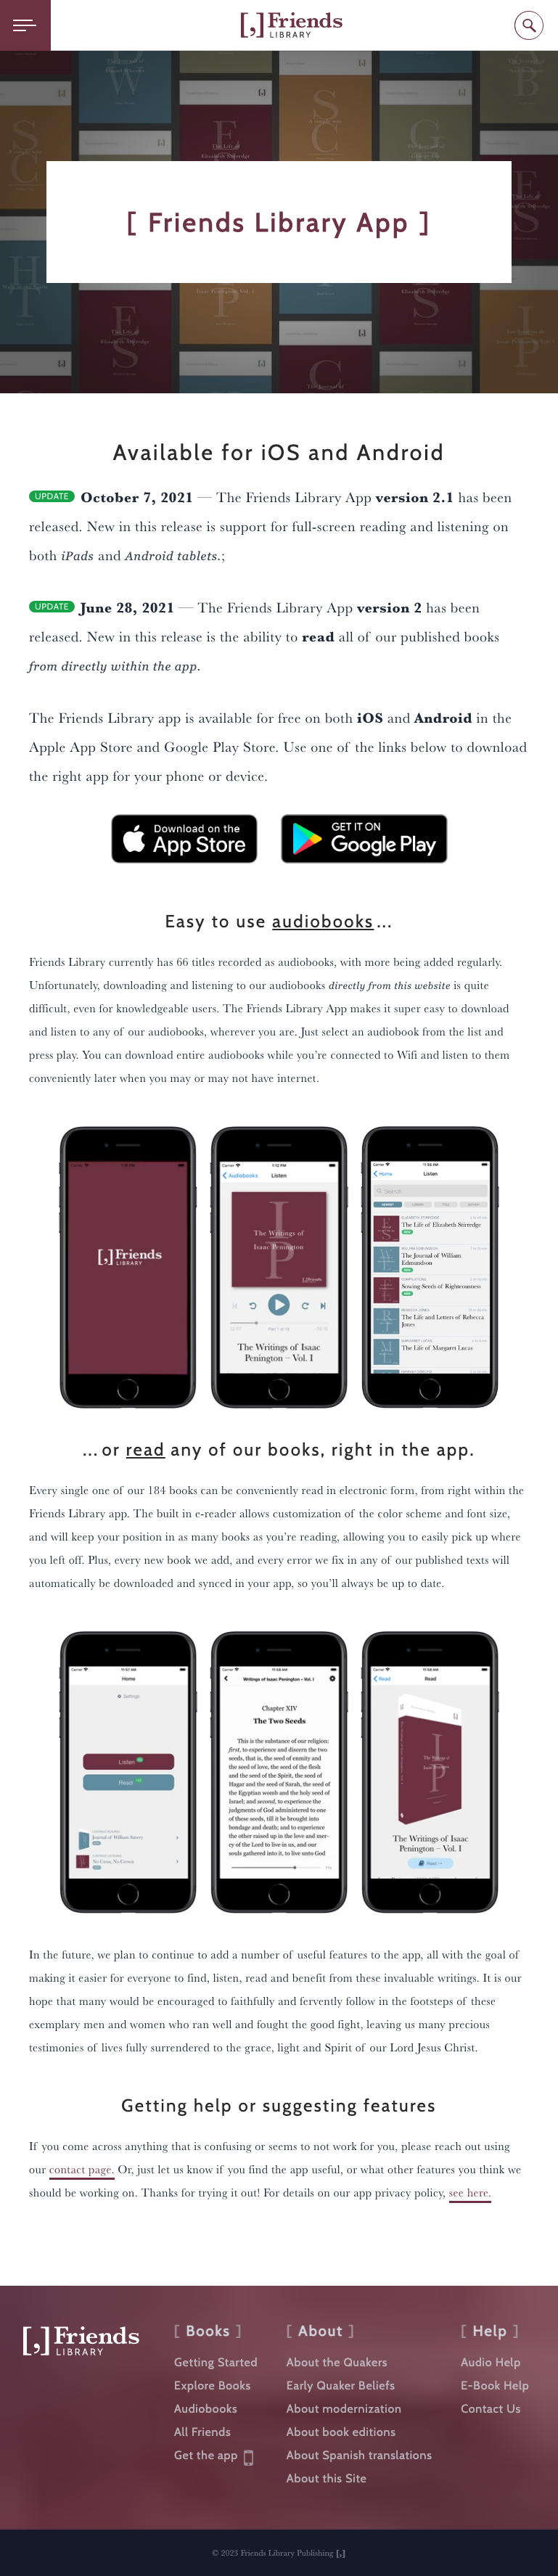 [,] Friends
LIBRARY
[ Friends Library App ]
Available for iOS and Android
UPDATE October 7, 2021 — The Friends Library App version 2.1 has been
released. New in this release is support for full-screen reading and listening on
both iPads and Android tablets.;
UPDATE June 28, 2021 — The Friends Library App version 2 has been
released. New in this release is the ability to read all of our published books
from directly within the app.
The Friends Library app is available for free on both iOS and Android in the
Apple App Store and Google Play Store. Use one of the links below to download
the right app for your phone or device.
Download on the
App Store
GET IT ON
Google Play
Easy to use audiobooks...
Friends Library currently has 66 titles recorded as audiobooks, with more being added regularly.
Unfortunately, downloading and listening to our audiobooks directly from this website is quite
difficult, even for knowledgeable users. The Friends Library App makes it super easy to download
and listen to any of our audiobooks, wherever you are. Just select an audiobook from the list and
press play. You can download entire audiobooks while you're connected to Wifi and listen to them
conveniently later when you may or may not have internet.
[,] Friends
LIBRARY
Audiobooks Listen
The Writings of
Isaac Penington
The Writings of Isaac
Penington – Vol. I
Home Listen
Search
The Life of Elizabeth Stirredge
The Journal of William
Edmundson
Sowing Seeds of Righteousness
The Life and Letters of Rebecca
Jones
The Life of Margaret Lucas
...or read any of our books, right in the app.
Every single one of our 184 books can be conveniently read in electronic form, from right within the
Friends Library app. The built in e-reader allows customization of the color scheme and font size,
and will keep your position in as many books as you're reading, allowing you to easily pick up where
you left off. Plus, every new book we add, and every error we fix in any of our published texts will
automatically be downloaded and synced in your app, so you'll always be up to date.
Home
Settings
Listen
Read
Journal of William Savery
No Cross, No Crown
Writings of Isaac Penington – Vol. I
Chapter XIV
The Two Seeds
This is the substance of our religion:
first, to experience and discern the two
seeds, that is, the seed of enmity and
the seed of love, the seed of the flesh
and the seed of the Spirit, the seed of
Hagar and the seed of Sarah, the seed of
the Egyptian womb and the holy seed of
Israel; and second, to experience the
judgments of God administered to one
of these seeds, till it be brought into
bondage and death; and to experience
the other raised up in the love and mer-
cy of the Lord to live in us, and our
souls gathered into it, to live unto God
Read Read
The Writings of Isaac
Penington – Vol. I
Read →
In the future, we plan to continue to add a number of useful features to the app, all with the goal of
making it easier for everyone to find, listen, read and benefit from these invaluable writings. It is our
hope that many would be encouraged to faithfully and fervently follow in the footsteps of these
exemplary men and women who ran well and fought the good fight, leaving us many precious
testimonies of lives fully surrendered to the grace, light and Spirit of our Lord Jesus Christ.
Getting help or suggesting features
If you come across anything that is confusing or seems to not work for you, please reach out using
our contact page. Or, just let us know if you find the app useful, or what other features you think we
should be working on. Thanks for trying it out! For details on our app privacy policy, see here.
[,] Friends
LIBRARY
[ Books ]
Getting Started
Explore Books
Audiobooks
All Friends
Get the app
[ About ]
About the Quakers
Early Quaker Beliefs
About modernization
About book editions
About Spanish translations
About this Site
[ Help ]
Audio Help
E-Book Help
Contact Us
© 2023 Friends Library Publishing [,]